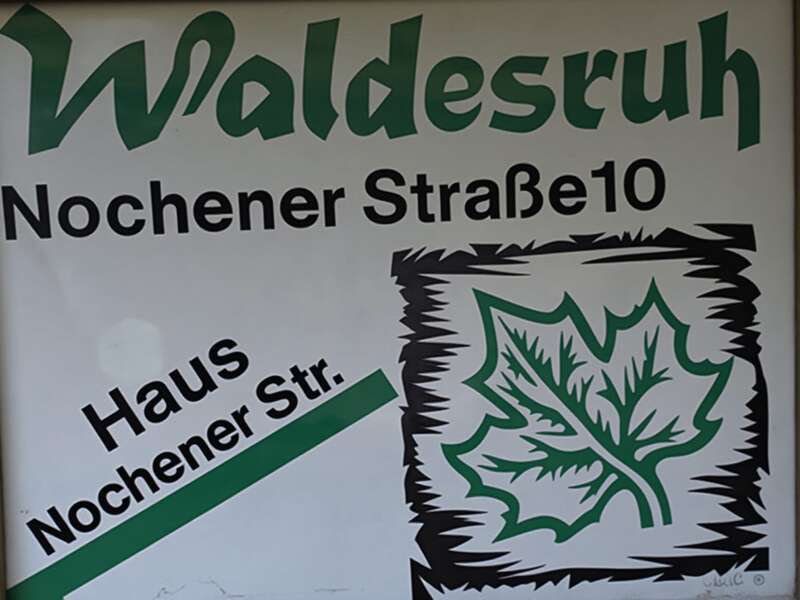 Waldesruh
Nochener Straße10
Haus
Nochener Str.